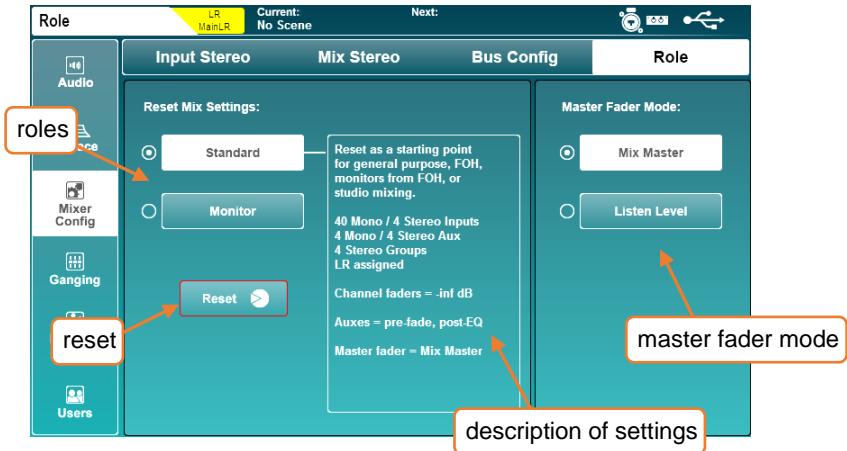 Role
LR
MainLR
Current:
No Scene
Next:
Input Stereo
Mix Stereo
Bus Config
Role
Audio
ce
Mixer
Config
Ganging
Users
roles
reset
Reset Mix Settings:
Standard
Monitor
Reset
Reset as a starting point
for general purpose, FOH,
monitors from FOH, or
studio mixing.
40 Mono / 4 Stereo Inputs
4 Mono / 4 Stereo Aux
4 Stereo Groups
LR assigned
Channel faders = -inf dB
Auxes = pre-fade, post-EQ
Master fader = Mix Master
Master Fader Mode:
Mix Master
Listen Level
master fader mode
description of settings